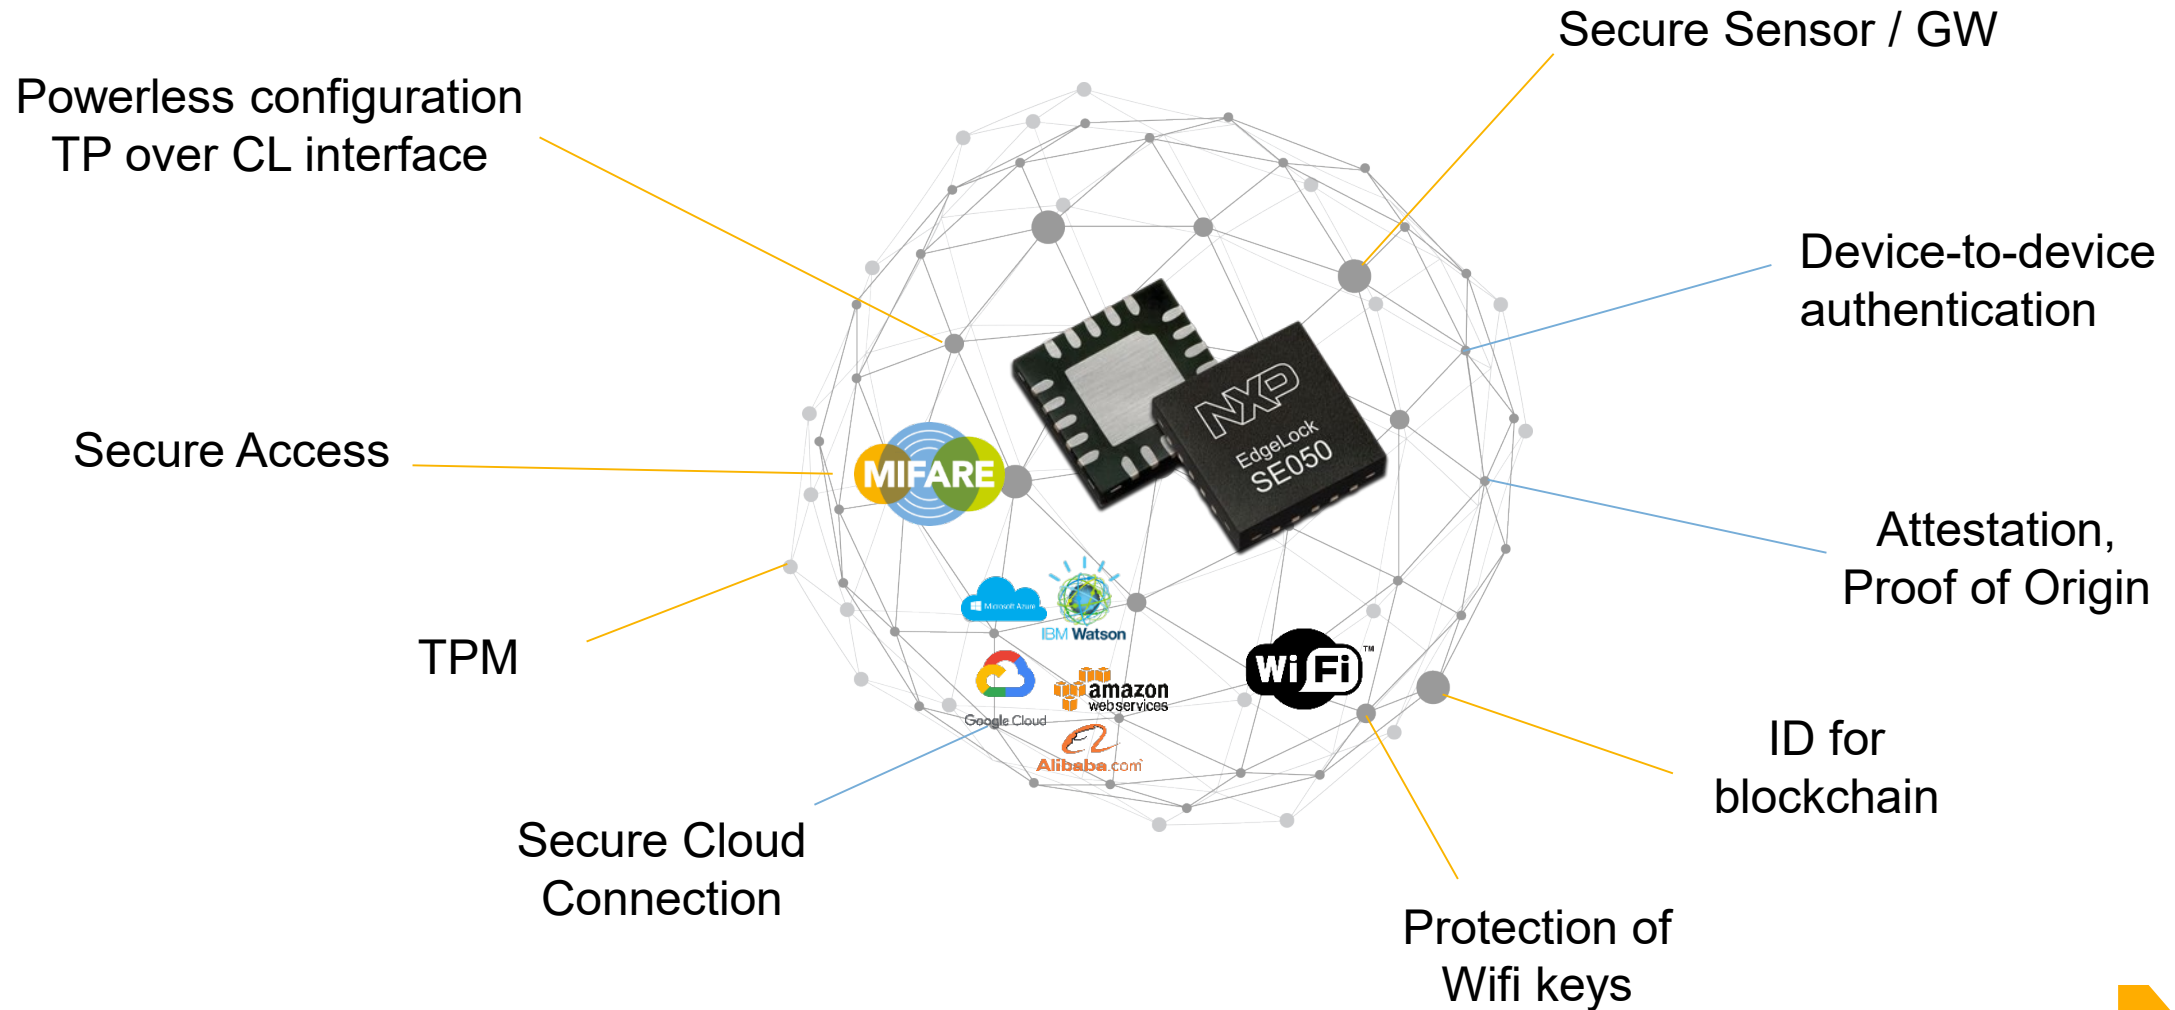 Secure Sensor / GW
Powerless configuration
TP over CL interface
Device-to-device
authentication
NXP
EdgeLock
SE050
Secure Access
MIFARE
Attestation,
Proof of Origin
Microsoft Azure
IBM Watson
TPM
WiFi™
Google Cloud
amazon
webservices
Alibaba.com
ID for
blockchain
Secure Cloud
Connection
Protection of
Wifi keys